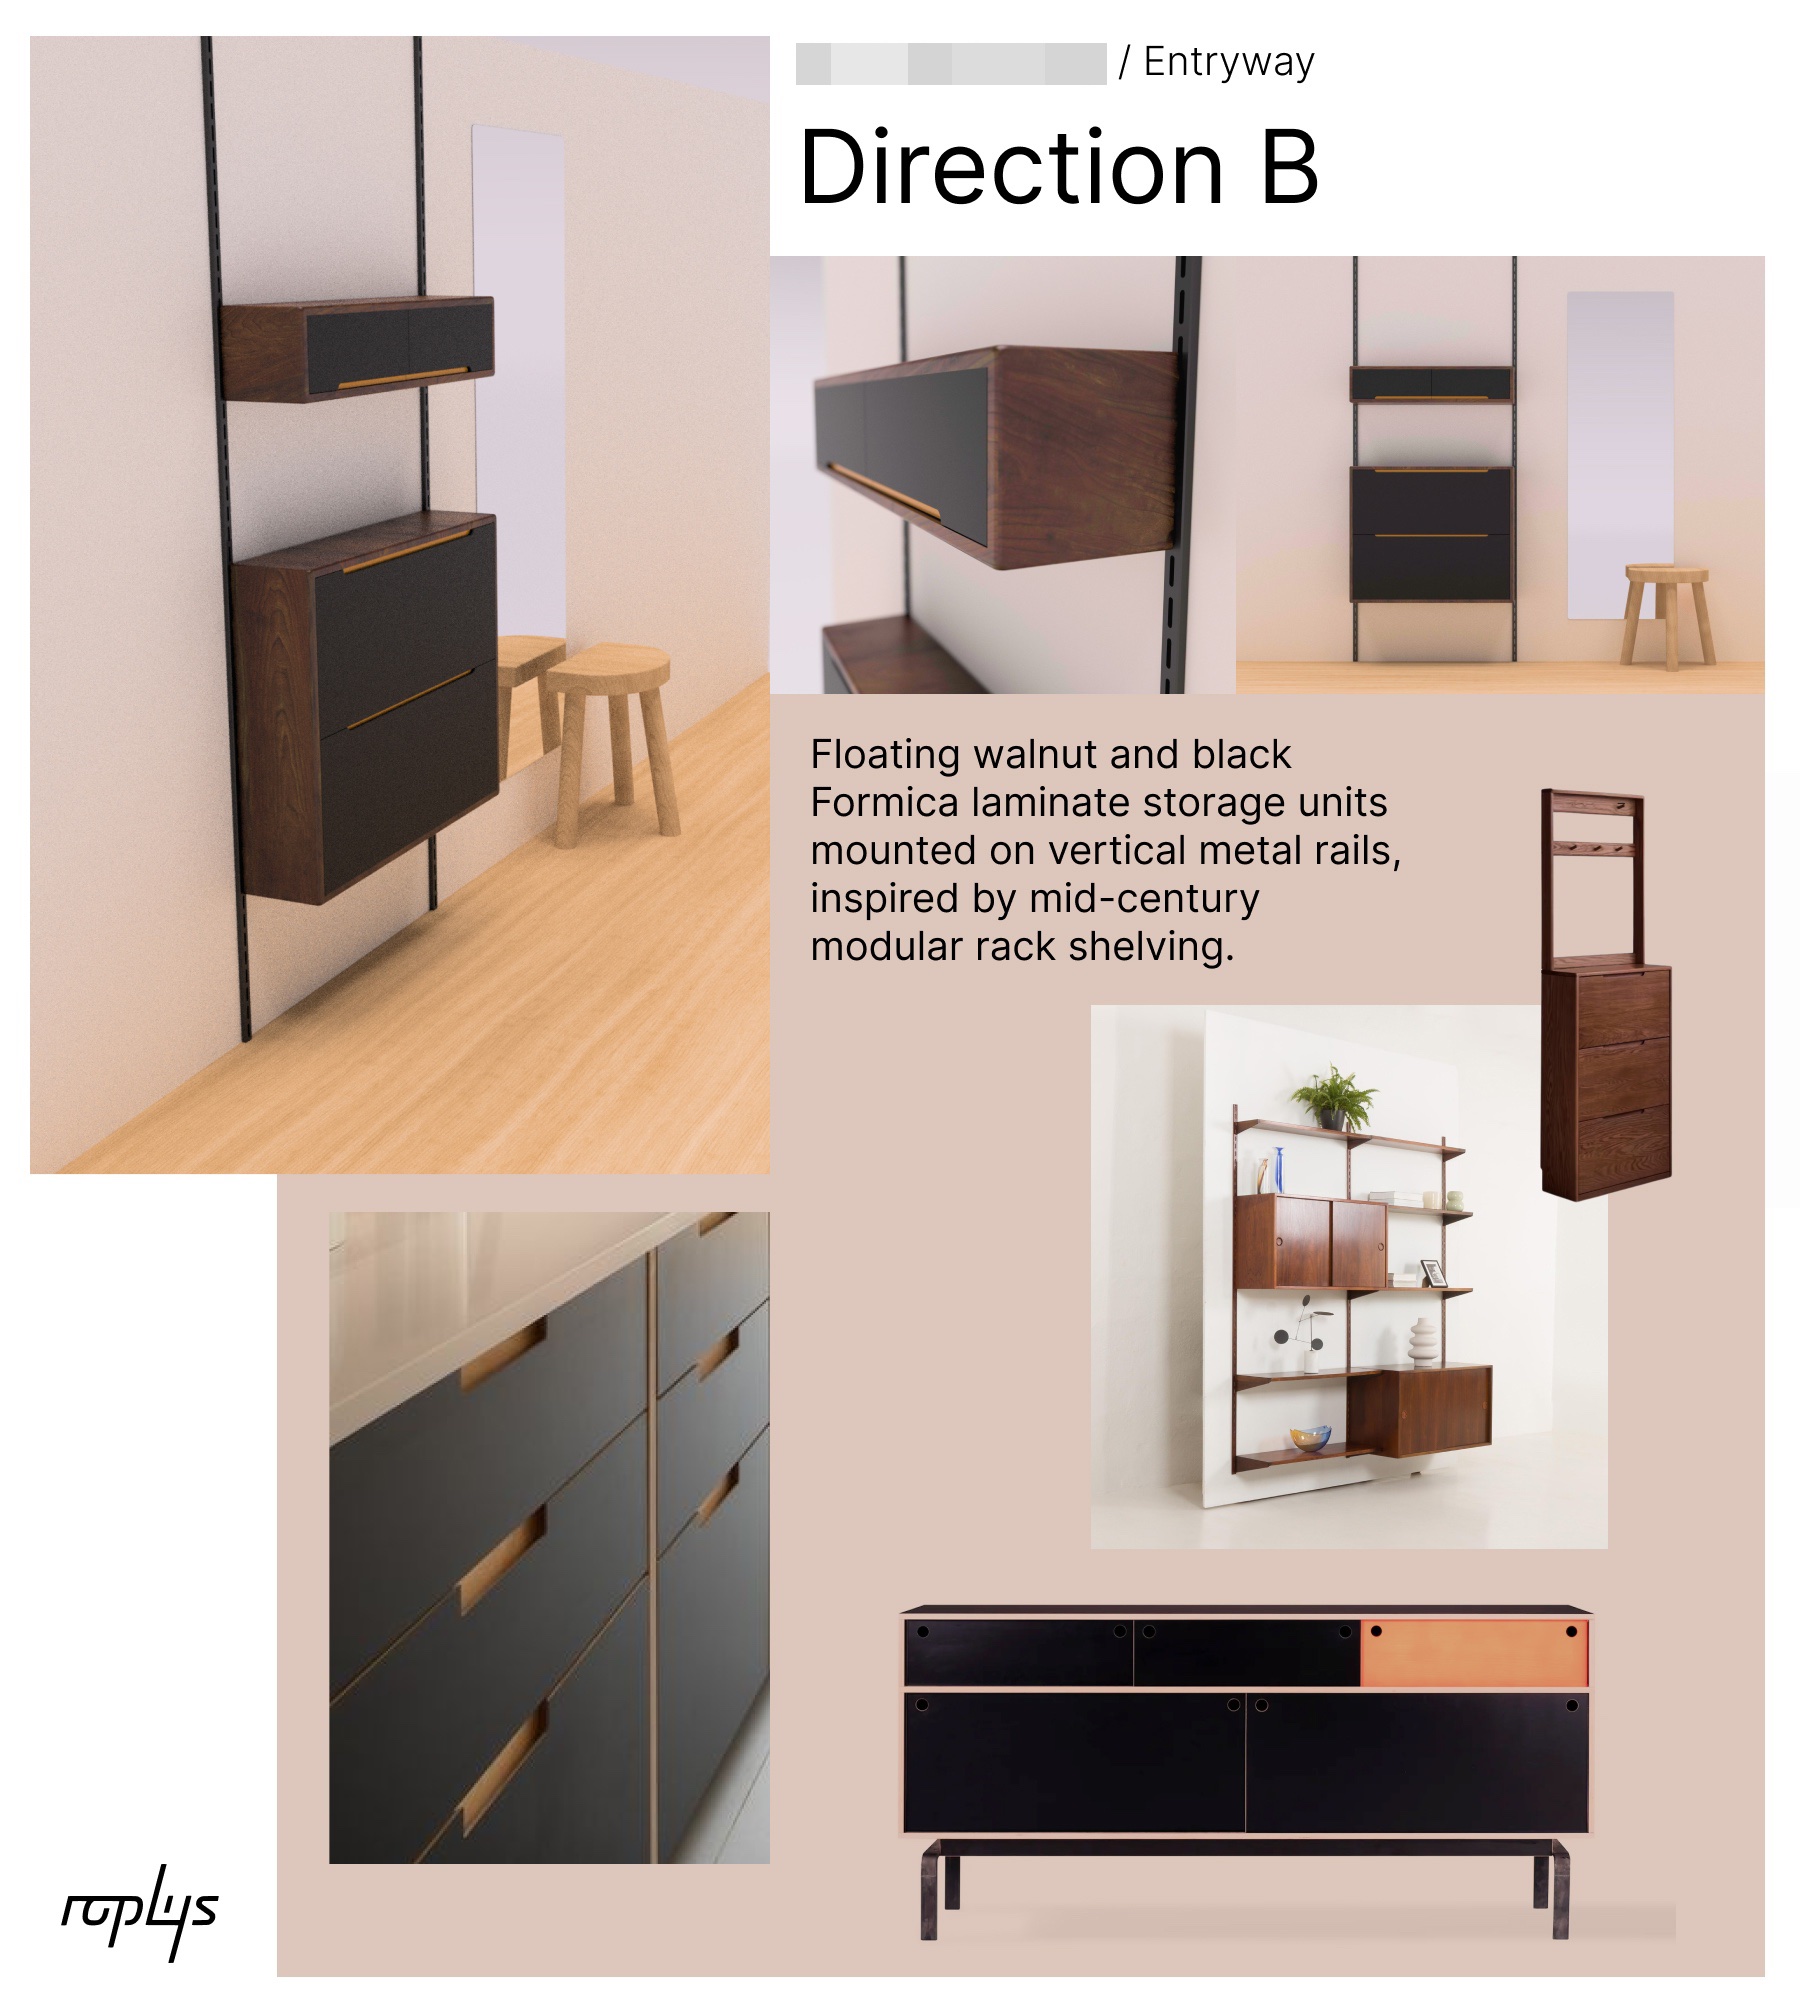 / Entryway
Direction B
Floating walnut and black
Formica laminate storage units
mounted on vertical metal rails,
inspired by mid-century
modular rack shelving.
roplys